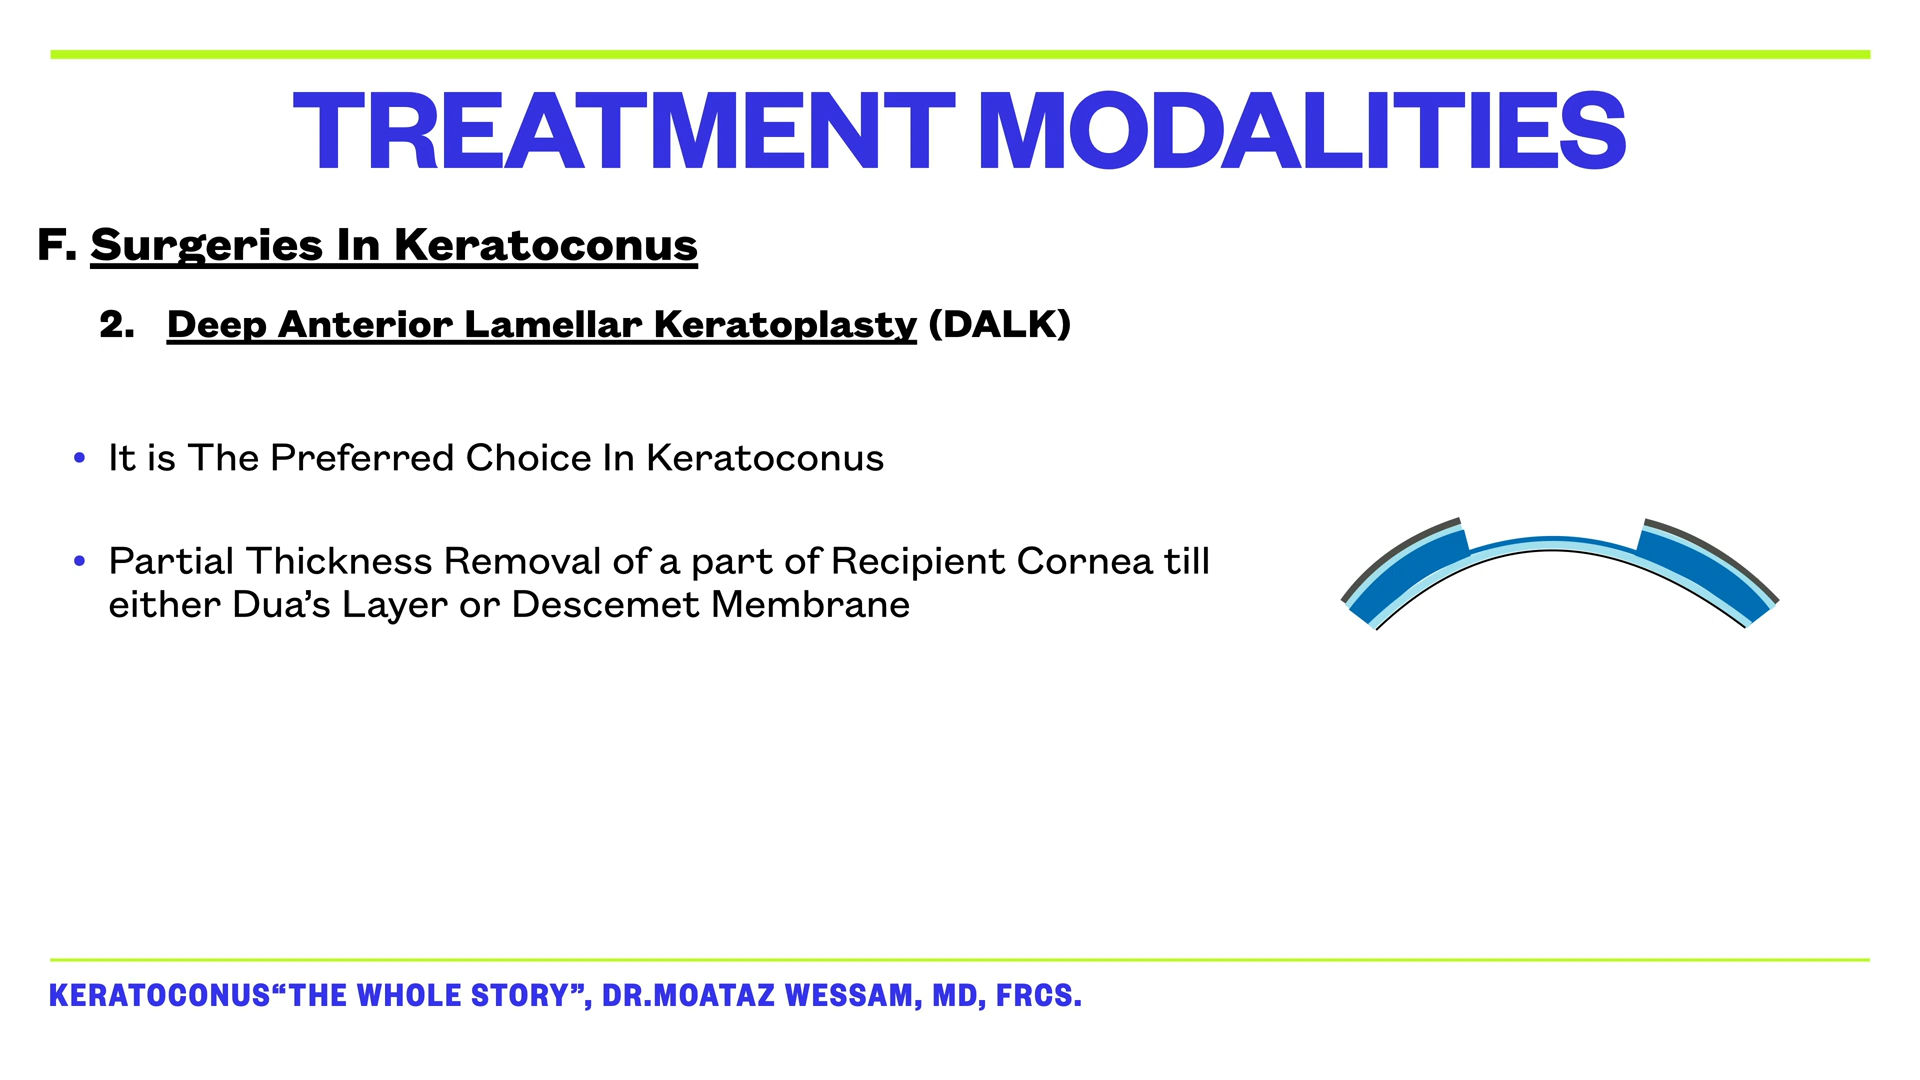 TREATMENT MODALITIES
F. Surgeries In Keratoconus
2. Deep Anterior Lamellar Keratoplasty (DALK)
• It is The Preferred Choice In Keratoconus
• Partial Thickness Removal of a part of Recipient Cornea till
either Dua’s Layer or Descemet Membrane
KERATOCONUS“THE WHOLE STORY”, DR.MOATAZ WESSAM, MD, FRCS.